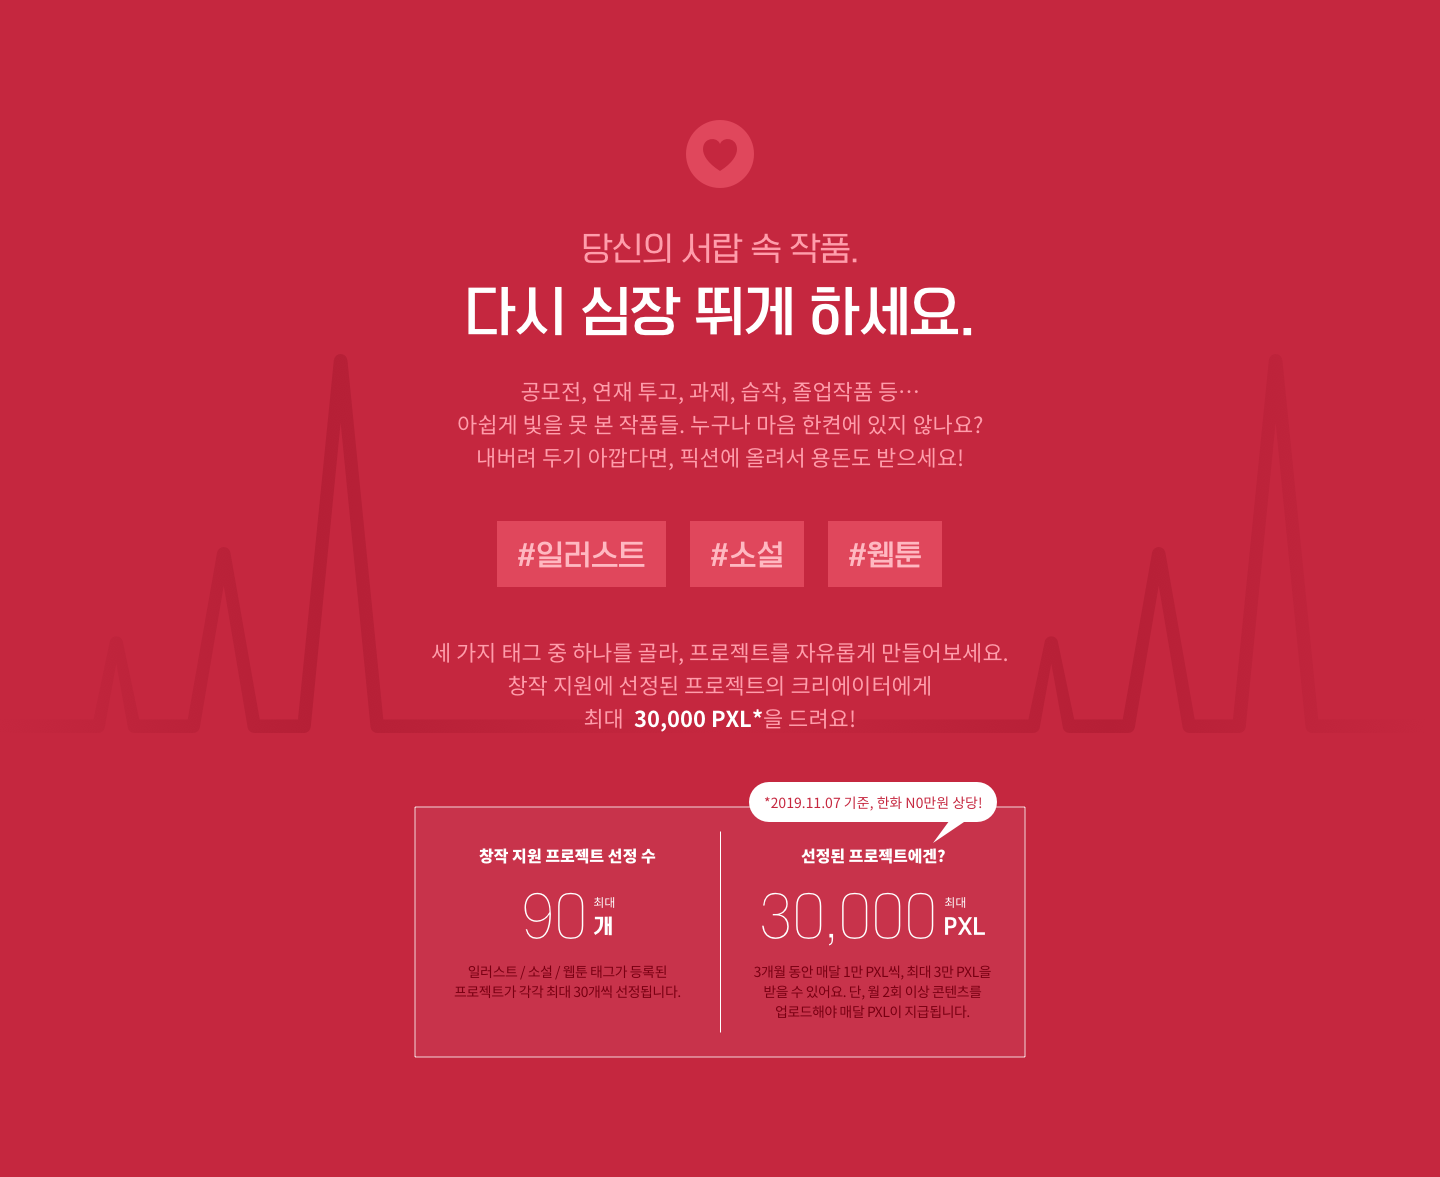 당신의 서랍 속 작품.
다시 심장 뛰게 하세요.
공모전, 연재 투고, 과제, 습작, 졸업작품 등…
아쉽게 빛을 못 본 작품들. 누구나 마음 한켠에 있지 않나요?
내버려 두기 아깝다면, 픽션에 올려서 용돈도 받으세요!
#일러스트 #소설 #웹툰
세 가지 태그 중 하나를 골라, 프로젝트를 자유롭게 만들어보세요.
창작 지원에 선정된 프로젝트의 크리에이터에게
최대 30,000 PXL*을 드려요!
*2019.11.07 기준, 한화 N0만원 상당!
창작 지원 프로젝트 선정 수
90 최대
개
일러스트 / 소설 / 웹툰 태그가 등록된
프로젝트가 각각 최대 30개씩 선정됩니다.
선정된 프로젝트에겐?
30,000 최대
PXL
3개월 동안 매달 1만 PXL씩, 최대 3만 PXL을
받을 수 있어요. 단, 월 2회 이상 콘텐츠를
업로드해야 매달 PXL이 지급됩니다.